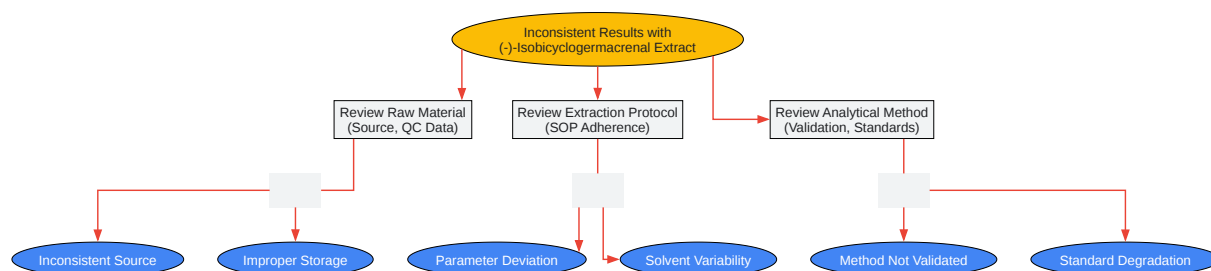 Inconsistent Results with
(-)-Isobicyclogermacrenal Extract
Review Raw Material
(Source, QC Data)
Review Extraction Protocol
(SOP Adherence)
Review Analytical Method
(Validation, Standards)
Inconsistent Source
Improper Storage
Parameter Deviation
Solvent Variability
Method Not Validated
Standard Degradation